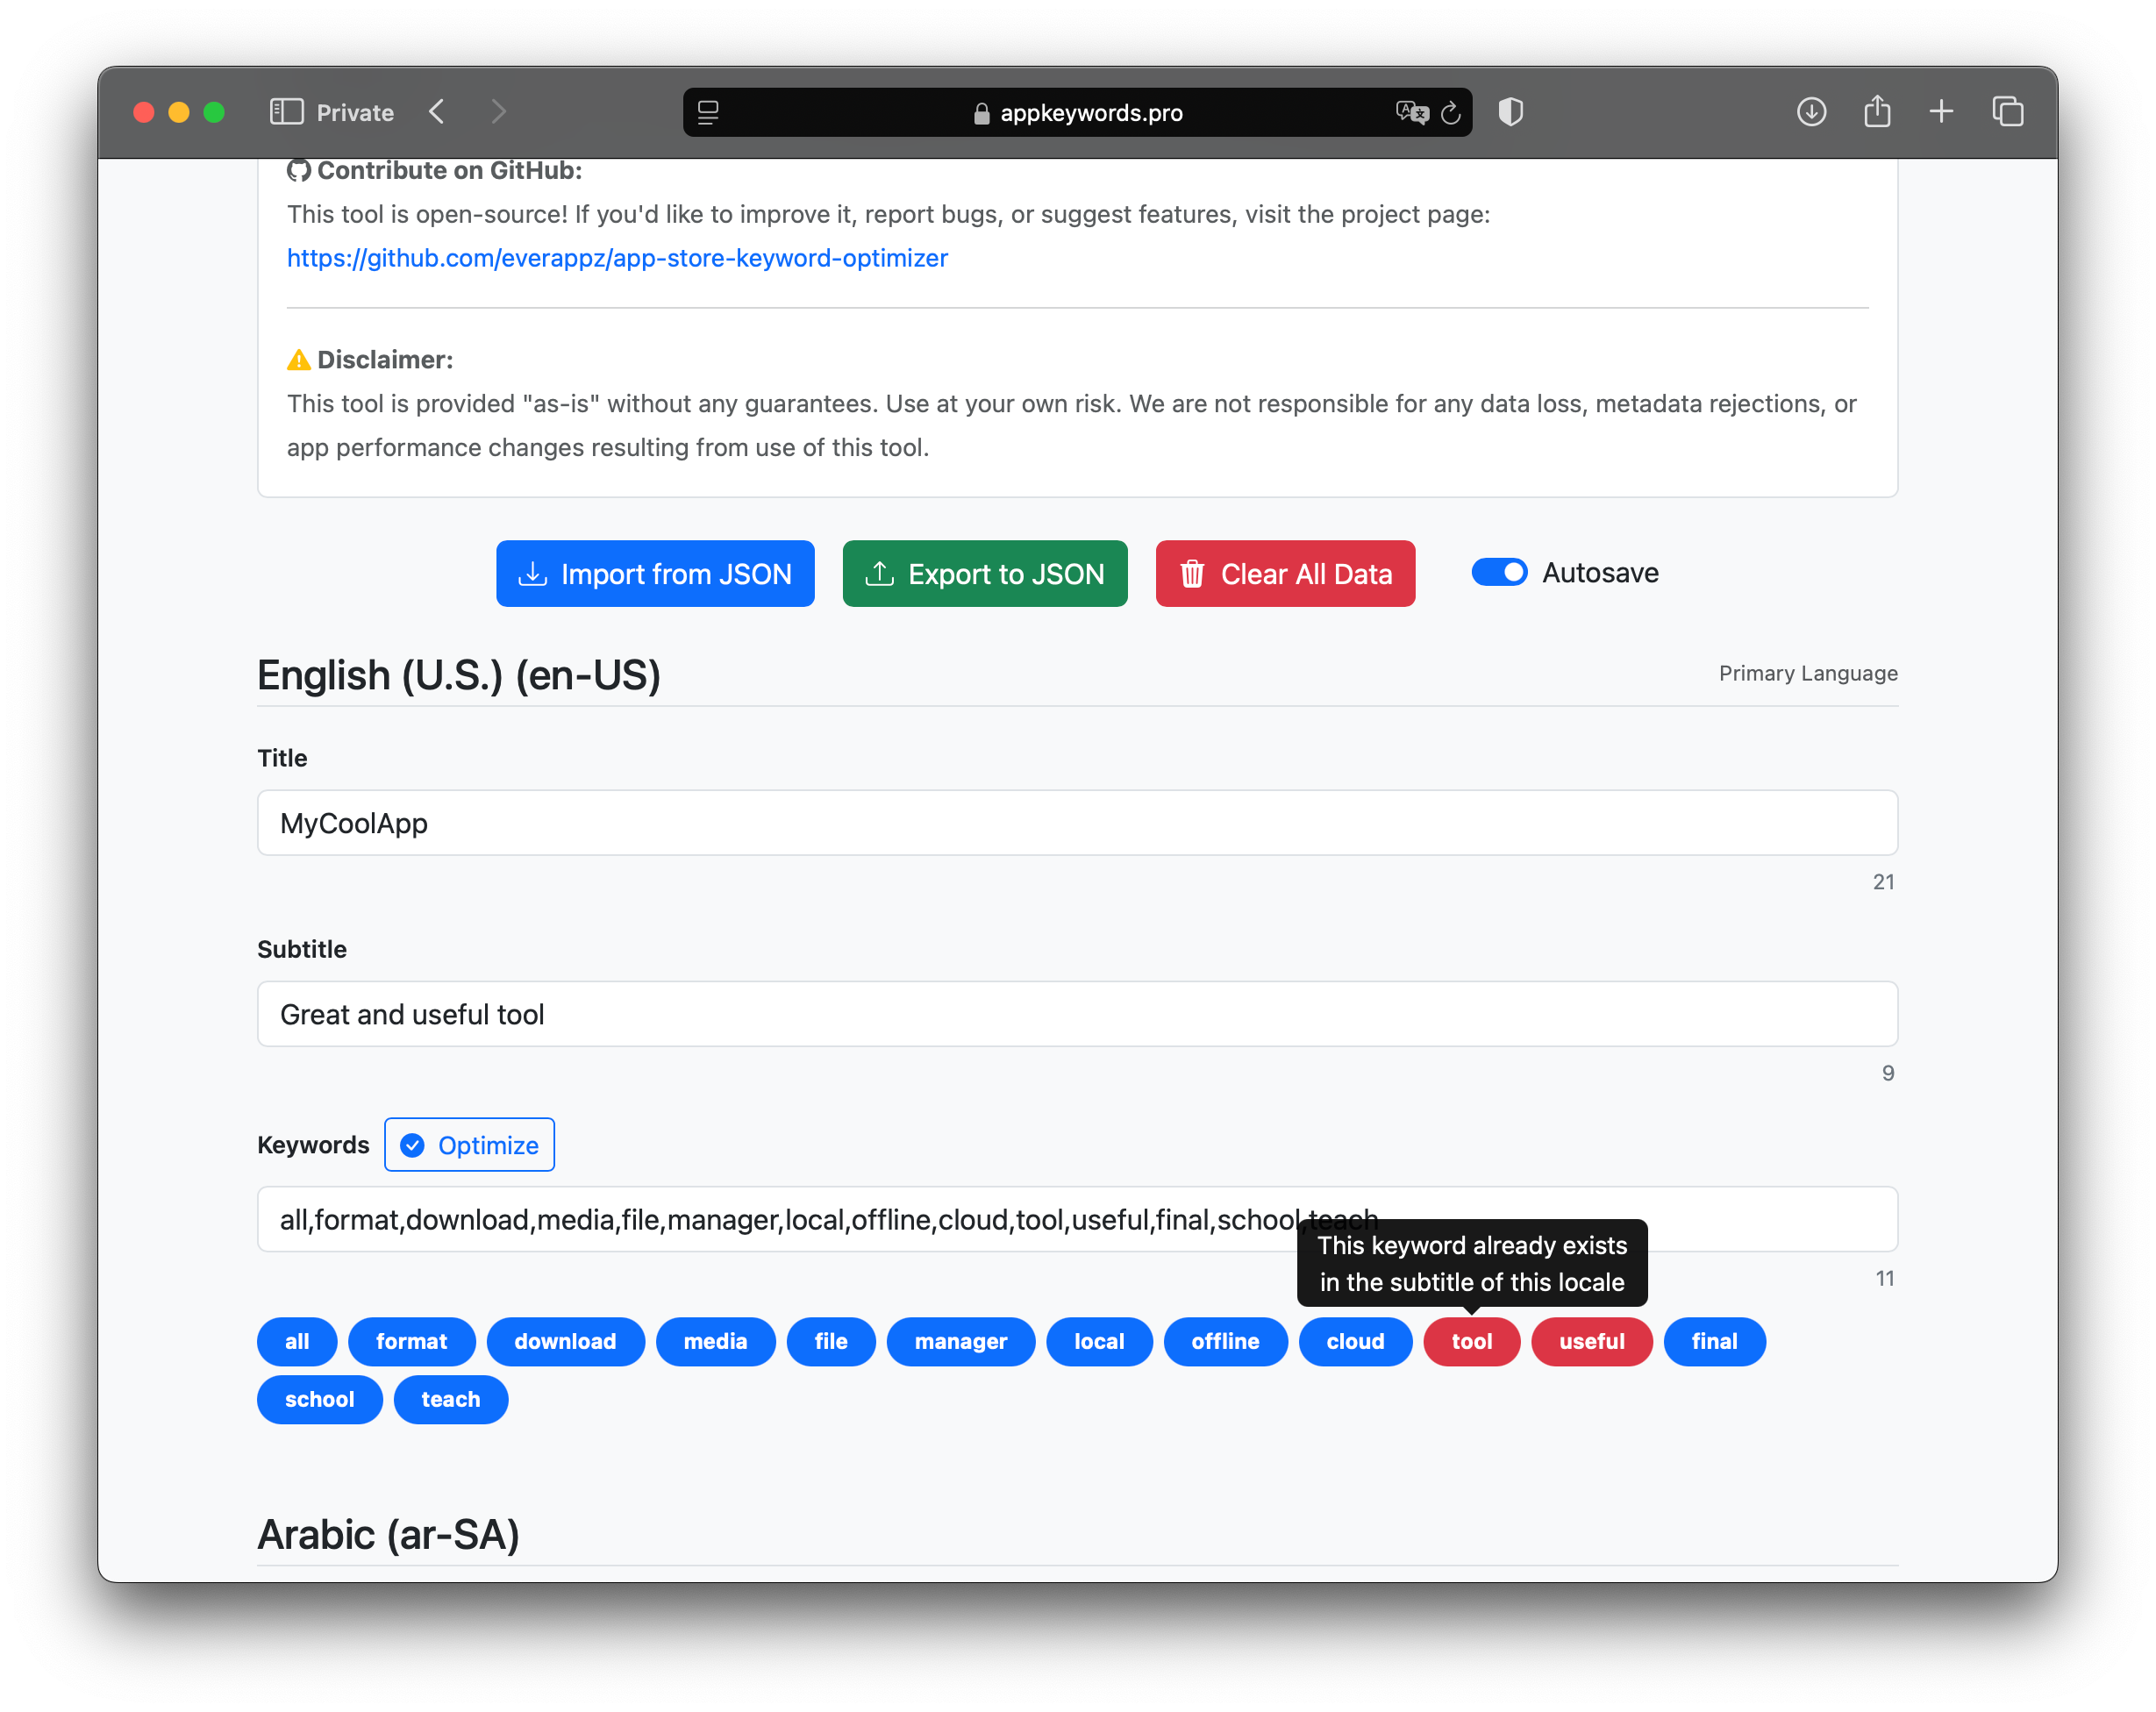 Private
appkeywords.pro
Contribute on GitHub:
This tool is open-source! If you'd like to improve it, report bugs, or suggest features, visit the project page:
https://github.com/everappz/app-store-keyword-optimizer
Disclaimer:
This tool is provided "as-is" without any guarantees. Use at your own risk. We are not responsible for any data loss, metadata rejections, or
app performance changes resulting from use of this tool.
Import from JSON
Export to JSON
Clear All Data
Autosave
English (U.S.) (en-US)
Primary Language
Title
MyCoolApp
21
Subtitle
Great and useful tool
9
Keywords
Optimize
all,format,download,media,file,manager,local,offline,cloud,tool,useful,final,school,teach
This keyword already exists
in the subtitle of this locale
11
all format download media file manager local offline cloud tool useful final
school teach
Arabic (ar-SA)